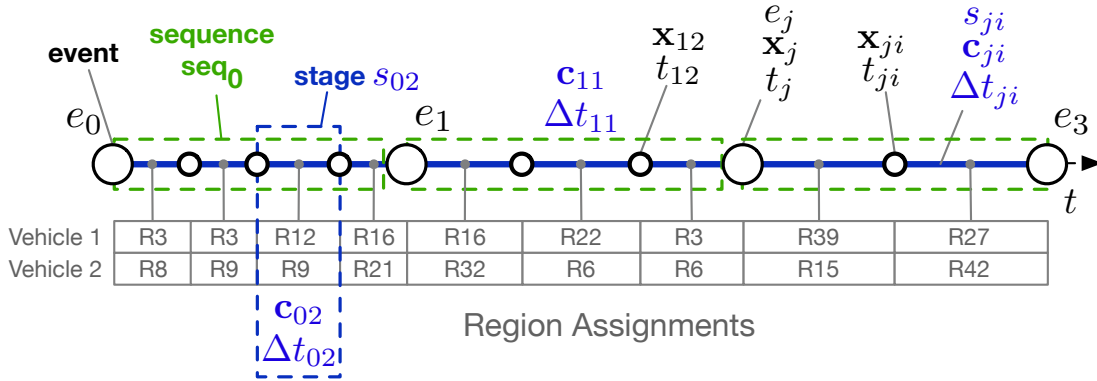 event
sequence
seq₀
stage s₀₂
e₀
e₁
c₁₁
Δt₁₁
x₁₂
t₁₂
eⱼ
xⱼ
tⱼ
xⱼᵢ
tⱼᵢ
sⱼᵢ
cⱼᵢ
Δtⱼᵢ
e₃
t
Vehicle 1 R3 R3 R12 R16 R16 R22 R3 R39 R27
Vehicle 2 R8 R9 R9 R21 R32 R6 R6 R15 R42
c₀₂
Δt₀₂
Region Assignments